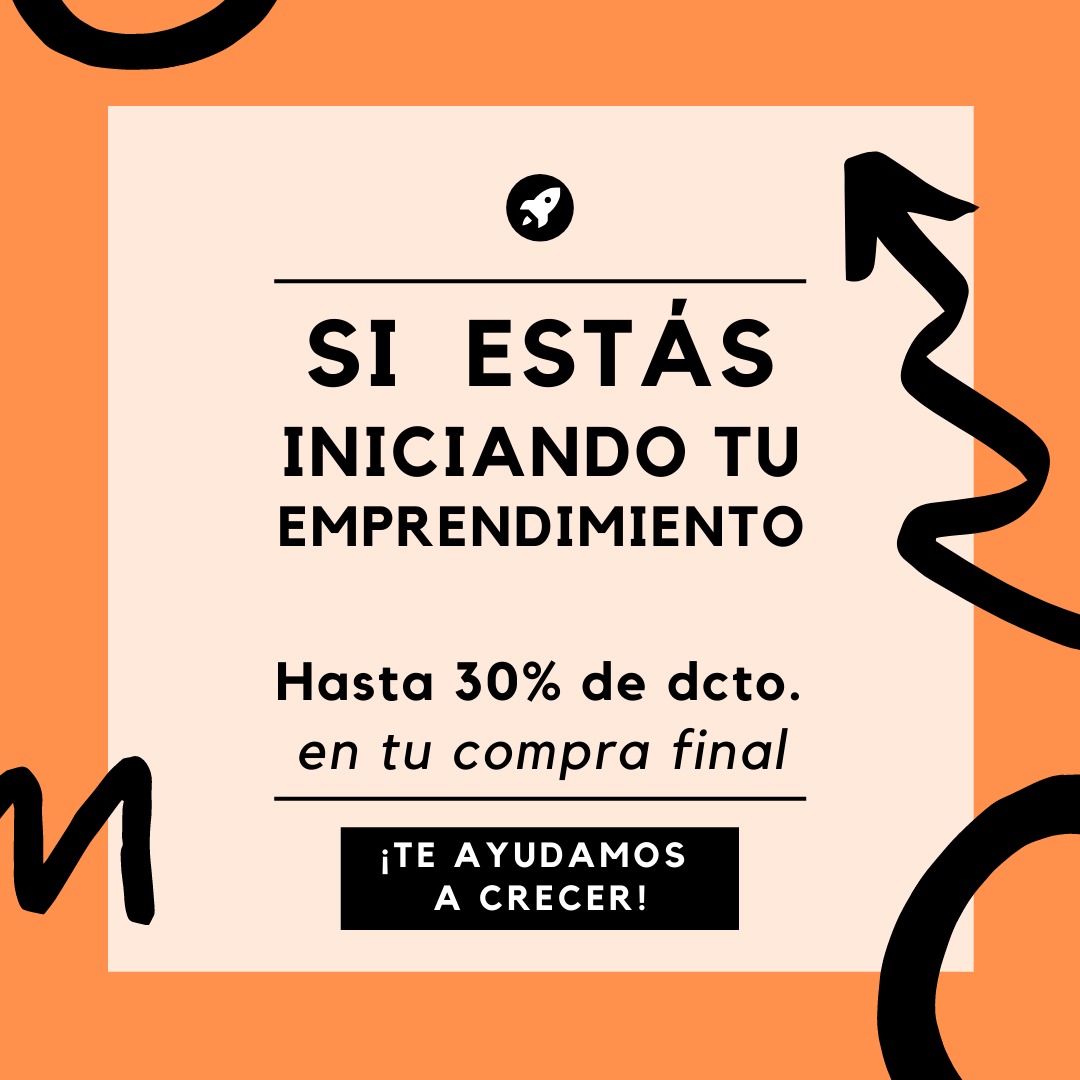 SI ESTÁS
INICIANDO TU
EMPRENDIMIENTO
Hasta 30% de dcto.
en tu compra final
¡TE AYUDAMOS
A CRECER!